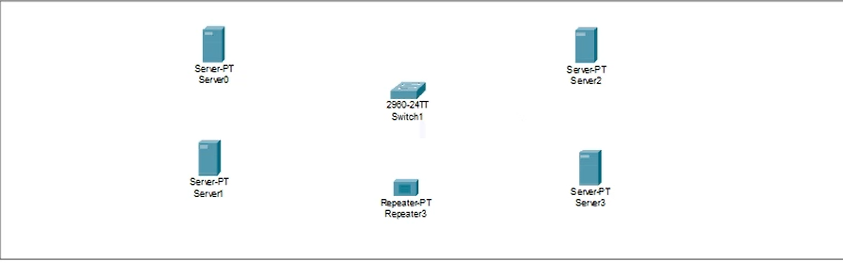 Server-PT
Server0
Server-PT
Server2
2960-24TT
Switch1
Server-PT
Server1
Server-PT
Server3
Repeater-PT
Repeater3